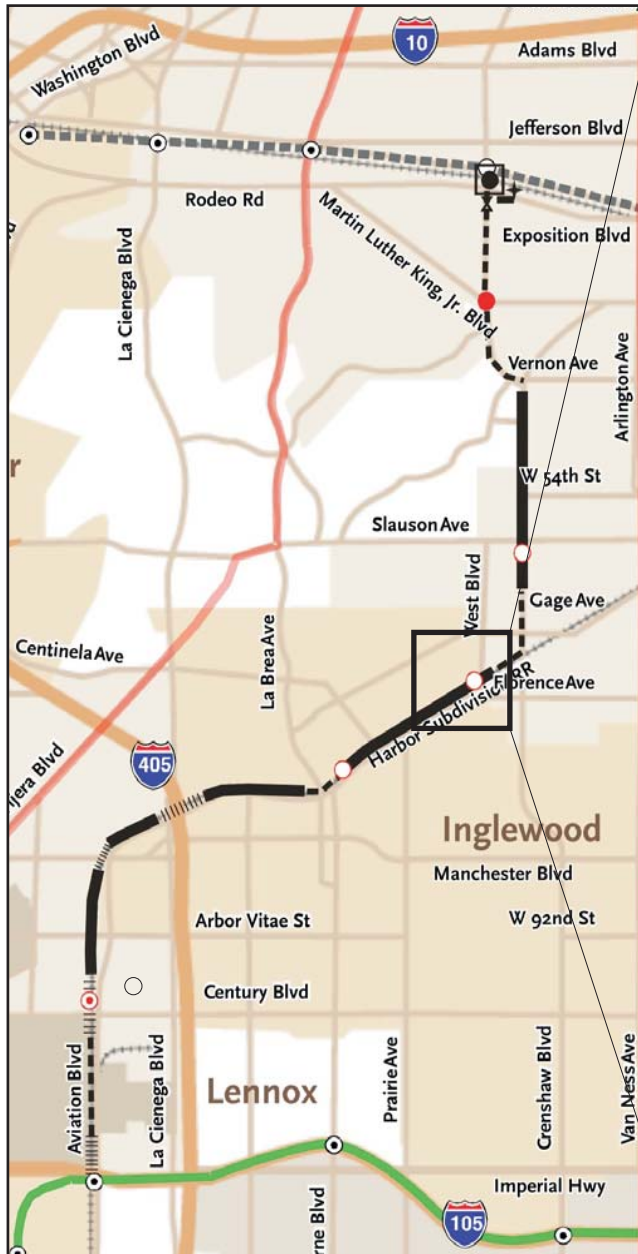 10
Adams Blvd
Washington Blvd
Jefferson Blvd
Rodeo Rd
Exposition Blvd
Martin Luther King, Jr. Blvd
La Cienega Blvd
Vernon Ave
Arlington Ave
W 54th St
Slauson Ave
West Blvd
Gage Ave
La Brea Ave
Centinela Ave
Florence Ave
Harbor Subdivision RR
405
Inglewood
Manchester Blvd
Arbor Vitae St
W 92nd St
Century Blvd
Aviation Blvd
La Cienega Blvd
Lennox
Prairie Ave
Crenshaw Blvd
Van Ness Ave
Imperial Hwy
105